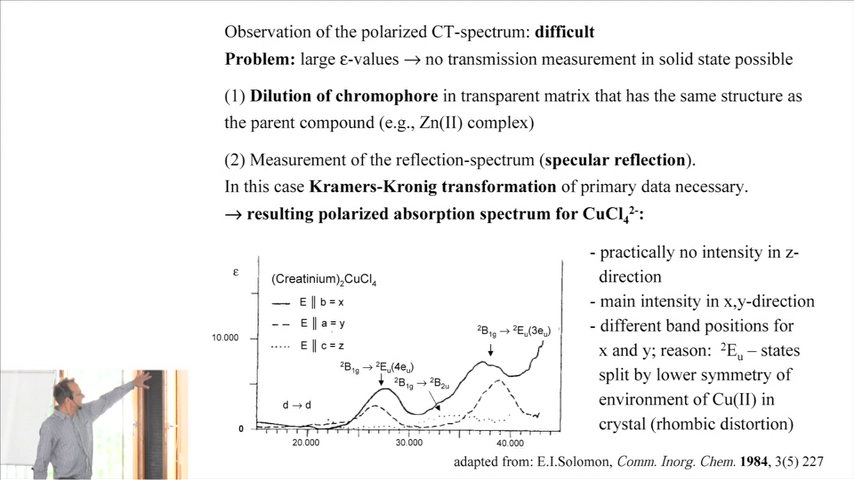 Observation of the polarized CT-spectrum: difficult
Problem: large ε-values → no transmission measurement in solid state possible
(1) Dilution of chromophore in transparent matrix that has the same structure as
the parent compound (e.g., Zn(II) complex)
(2) Measurement of the reflection-spectrum (specular reflection).
In this case Kramers-Kronig transformation of primary data necessary.
→ resulting polarized absorption spectrum for CuCl₄²⁻:
ε
(Creatinium)₂CuCl₄
E ∥ b = x
E ∥ a = y
E ∥ c = z
10.000
²B₁g → ²Eu(3eu)
²B₁g → ²Eu(4eu)
²B₁g → ²B₂u
d → d
0
20.000 30.000 40.000
- practically no intensity in z-
direction
- main intensity in x,y-direction
- different band positions for
x and y; reason: ²Eu – states
split by lower symmetry of
environment of Cu(II) in
crystal (rhombic distortion)
adapted from: E.I.Solomon, Comm. Inorg. Chem. 1984, 3(5) 227